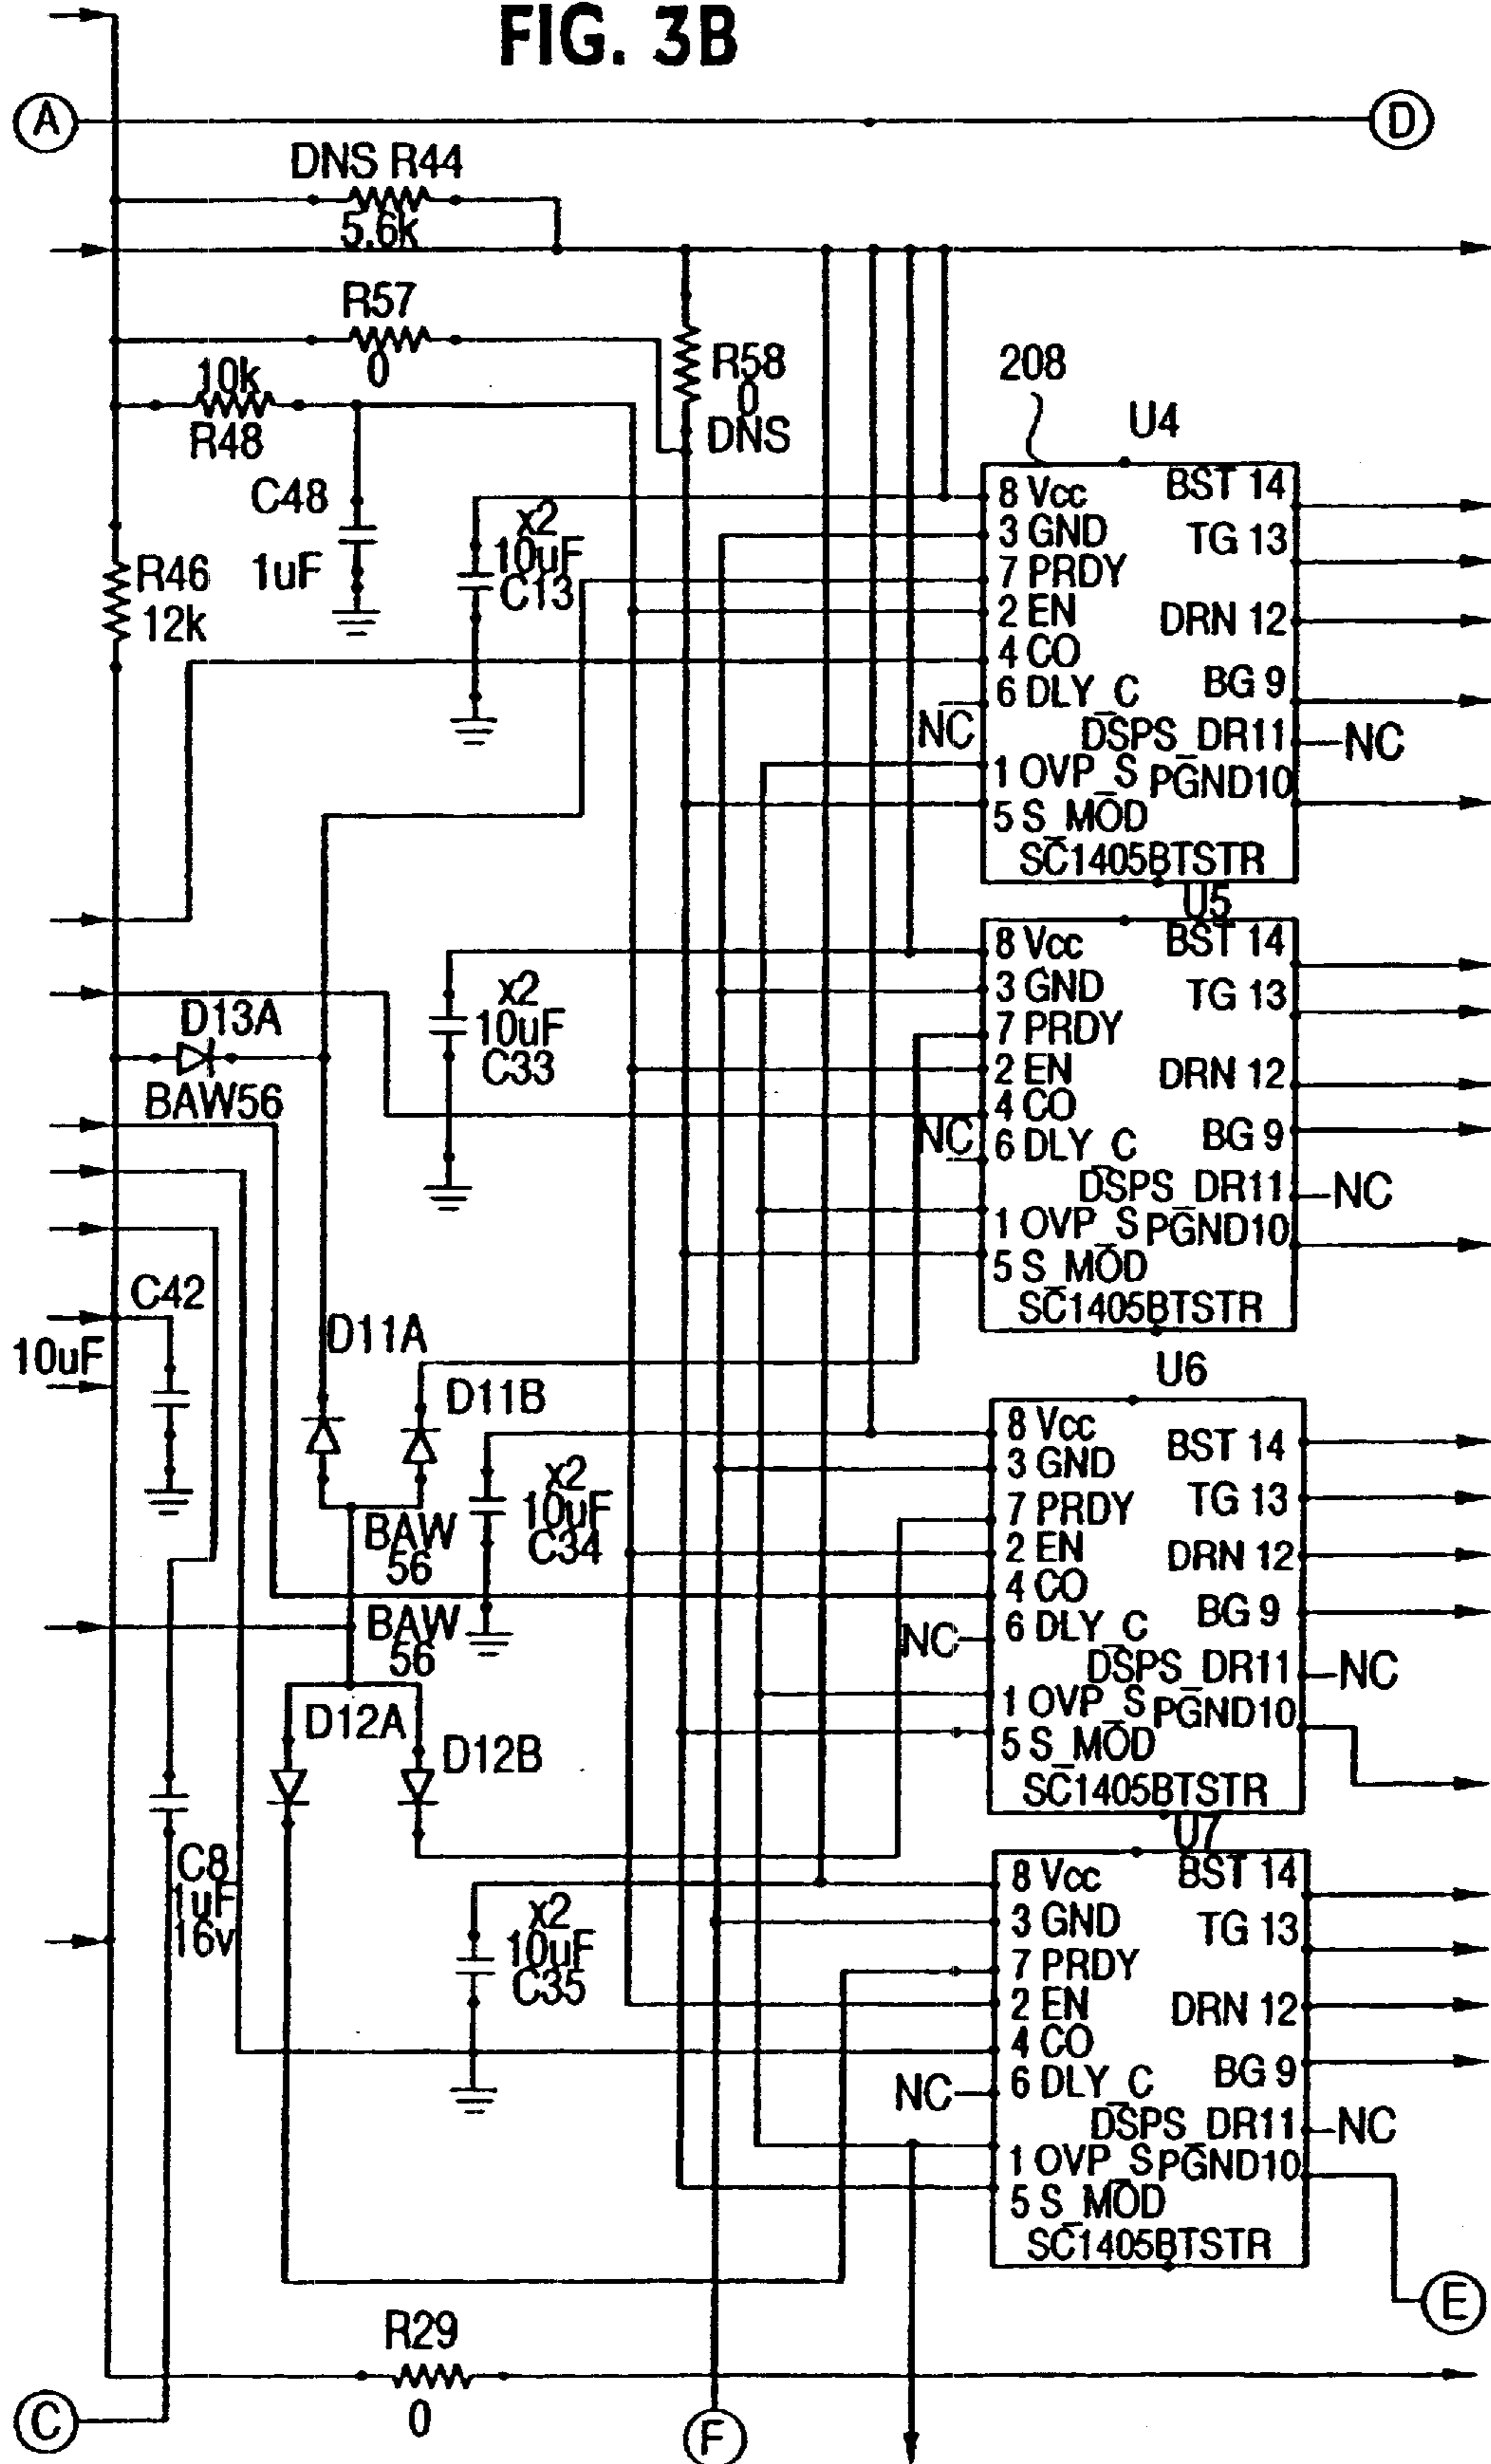 FIG. 3B
A
D
DNS R44
5.6k
R57
0
R58
0
DNS
10k
R48
208
U4
C48
1uF
x2
10uF
C13
R46
12k
8 Vcc
BST 14
3 GND
TG 13
7 PRDY
2 EN
DRN 12
4 CO
6 DLY_C
BG 9
NC
DSPS_DR11
NC
1 OVP_S
PGND10
5 S_MOD
SC1405BTSTR
U5
8 Vcc
BST 14
3 GND
TG 13
7 PRDY
2 EN
DRN 12
4 CO
NC
6 DLY_C
BG 9
DSPS_DR11
NC
1 OVP_S
PGND10
5 S_MOD
SC1405BTSTR
x2
10uF
C33
D13A
BAW56
C42
10uF
D11A
D11B
U6
8 Vcc
BST 14
3 GND
TG 13
7 PRDY
2 EN
DRN 12
4 CO
BG 9
6 DLY_C
NC
DSPS_DR11
NC
1 OVP_S
PGND10
5 S_MOD
SC1405BTSTR
x2
10uF
C34
BAW
56
BAW
56
D12A
D12B
C8
1uF
16v
U7
8 Vcc
BST 14
3 GND
TG 13
7 PRDY
2 EN
DRN 12
4 CO
BG 9
NC
6 DLY_C
DSPS_DR11
NC
1 OVP_S
PGND10
5 S_MOD
SC1405BTSTR
x2
10uF
C35
E
R29
0
C
F